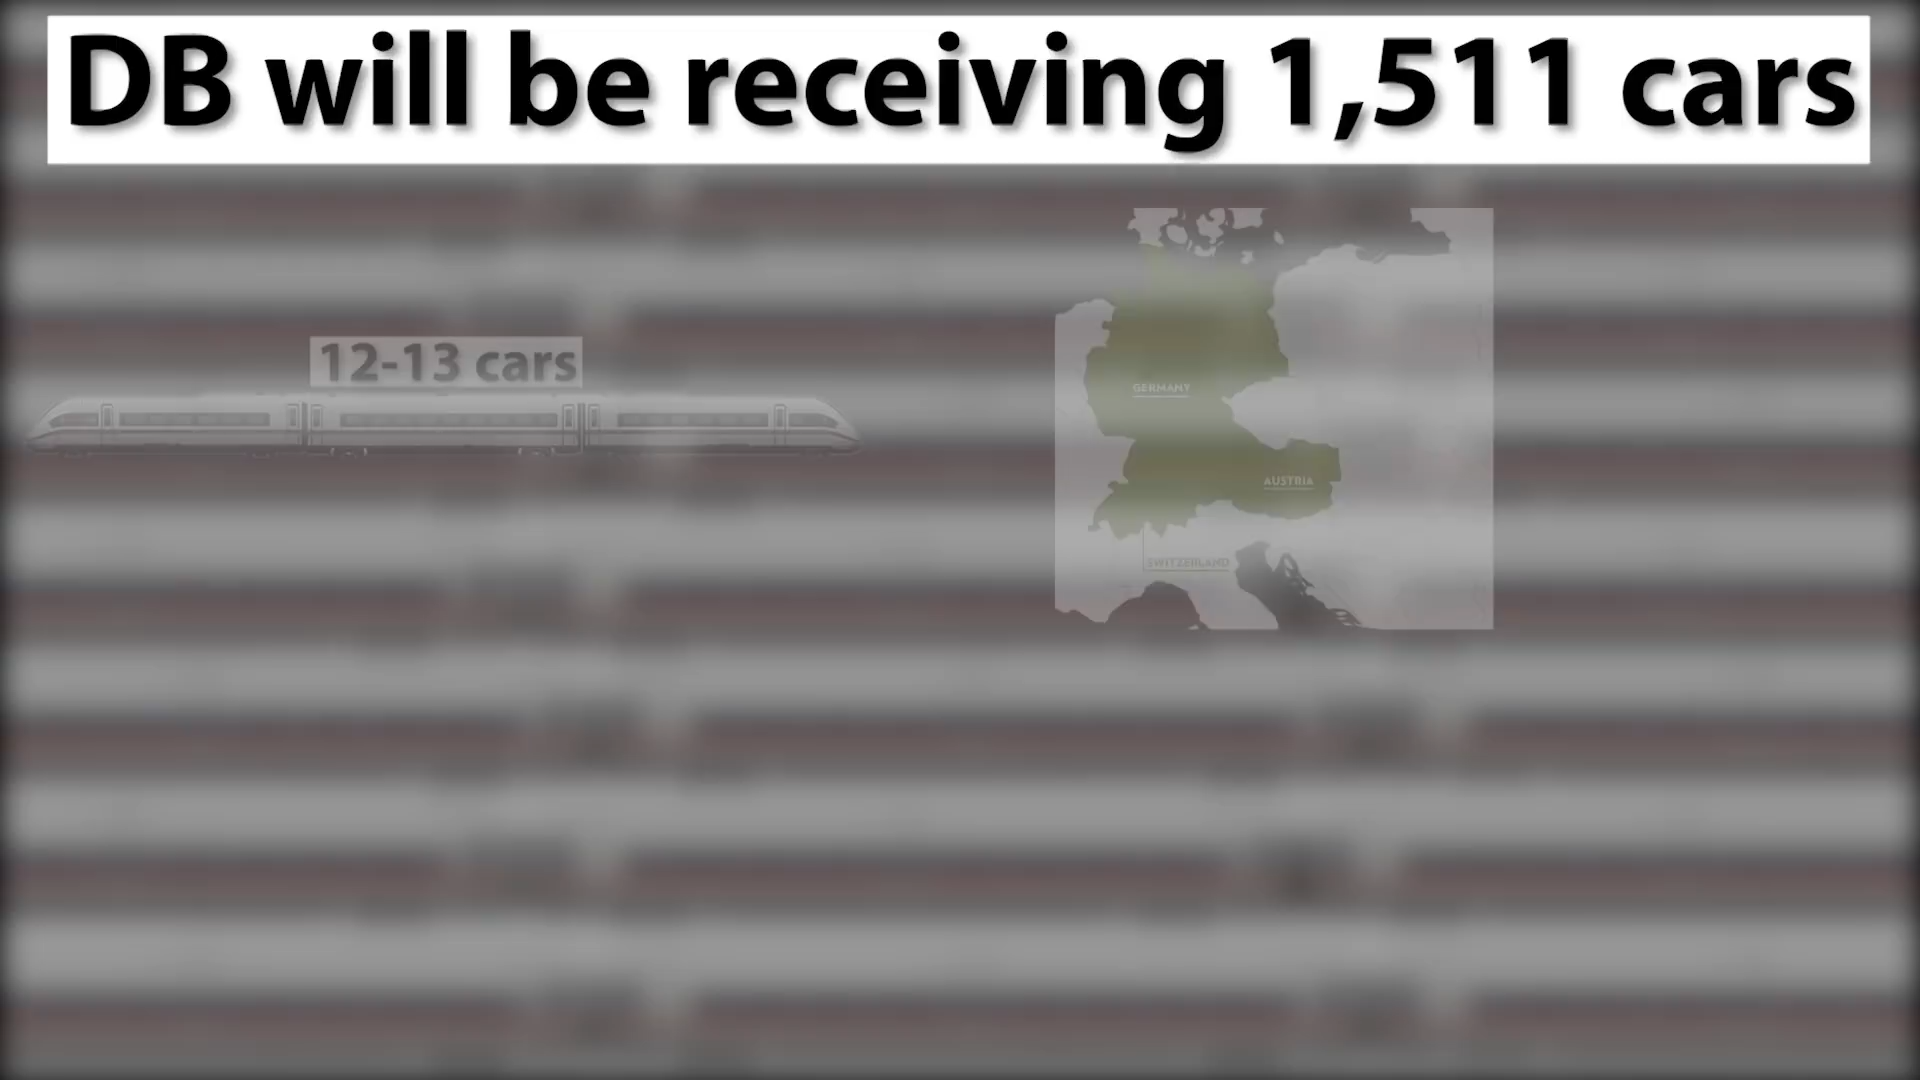 DB will be receiving 1,511 cars
12-13 cars
GERMANY
AUSTRIA
SWITZERLAND